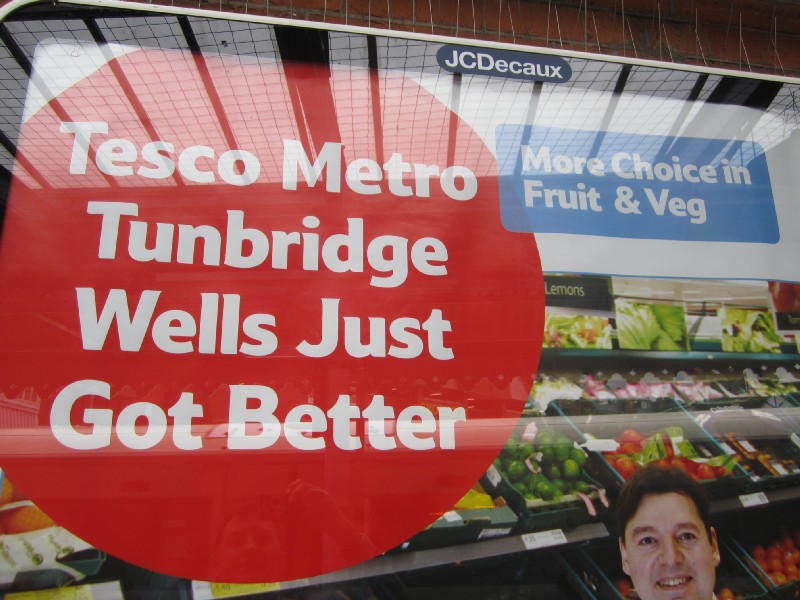 JCDecaux
Tesco Metro
Tunbridge
Wells Just
Got Better
More Choice in
Fruit & Veg
Lemons